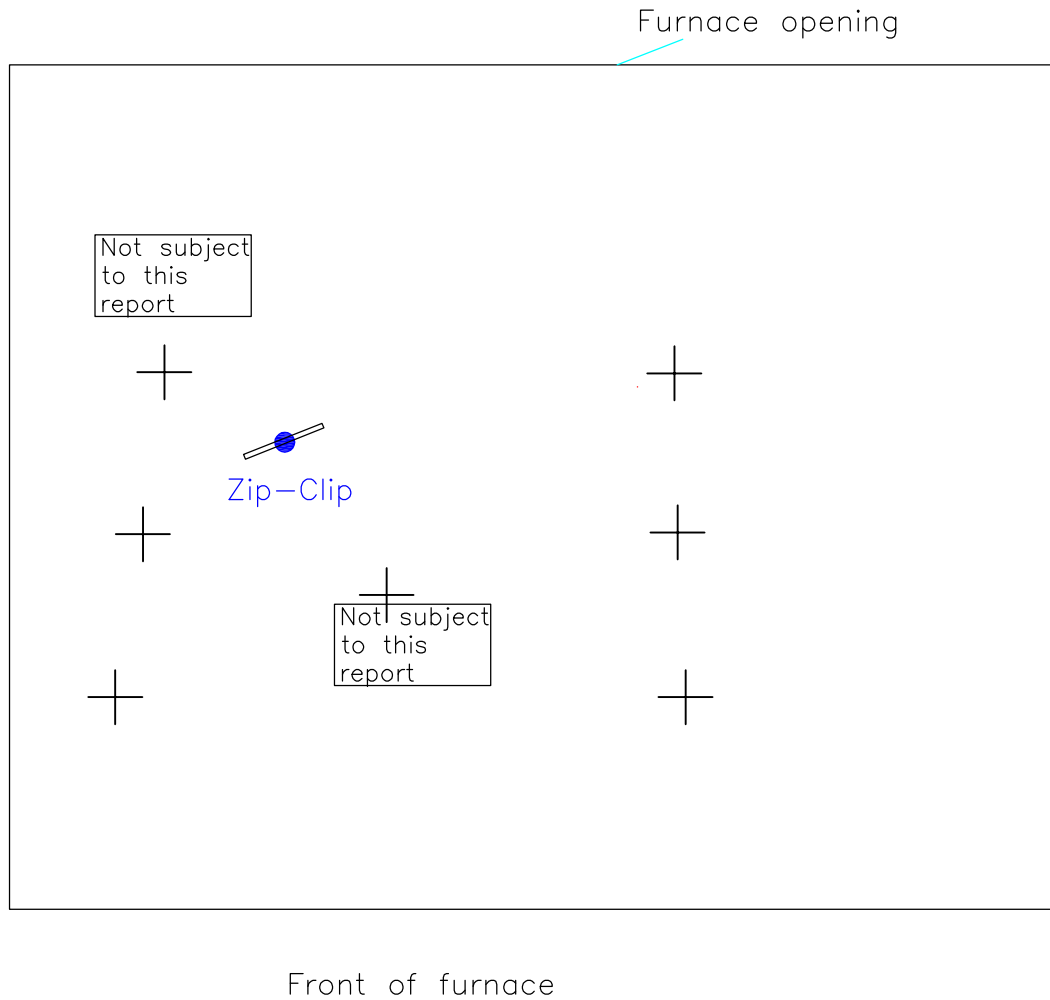 Furnace opening
Not subject
to this
report
Zip-Clip
Not subject
to this
report
Front of furnace